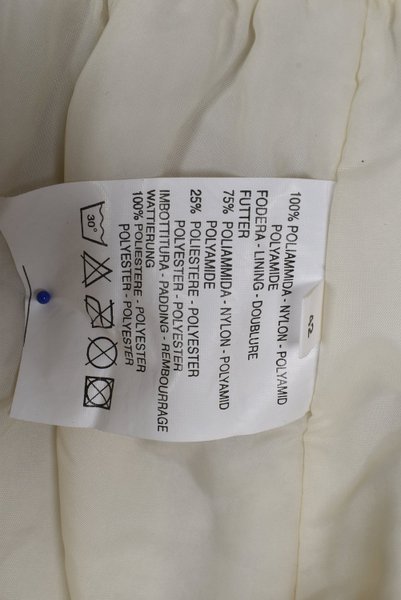 100% POLIAMMIDA - NYLON - POLYAMID
POLYAMIDE
FODERA - LINING - DOUBLURE
FUTTER
75% POLIAMMIDA - NYLON - POLYAMID
POLYAMIDE
25% POLIESTERE - POLYESTER
POLYESTER - POLYESTER
IMBOTTITURA - PADDING - REMBOURRAGE
WATTIERUNG
100% POLIESTERE - POLYESTER
POLYESTER - POLYESTER
30°